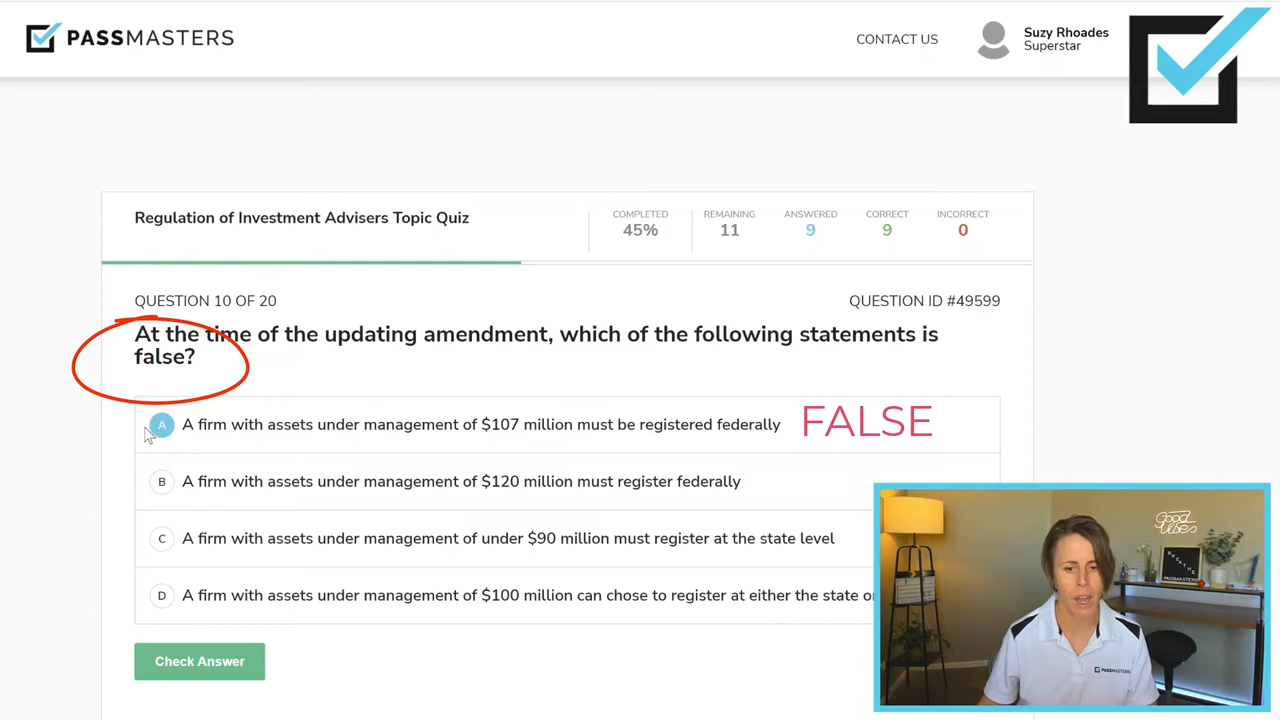 PASSMASTERS
CONTACT US
Suzy Rhoades
Superstar
Regulation of Investment Advisers Topic Quiz
COMPLETED
45%
REMAINING
11
ANSWERED
9
CORRECT
9
INCORRECT
0
QUESTION 10 OF 20
QUESTION ID #49599
At the time of the updating amendment, which of the following statements is
false?
A A firm with assets under management of $107 million must be registered federally
FALSE
B A firm with assets under management of $120 million must register federally
C A firm with assets under management of under $90 million must register at the state level
D A firm with assets under management of $100 million can chose to register at either the state or
Check Answer
Good
Vibes
BREATHE
PASSMASTERS
PASSMASTERS